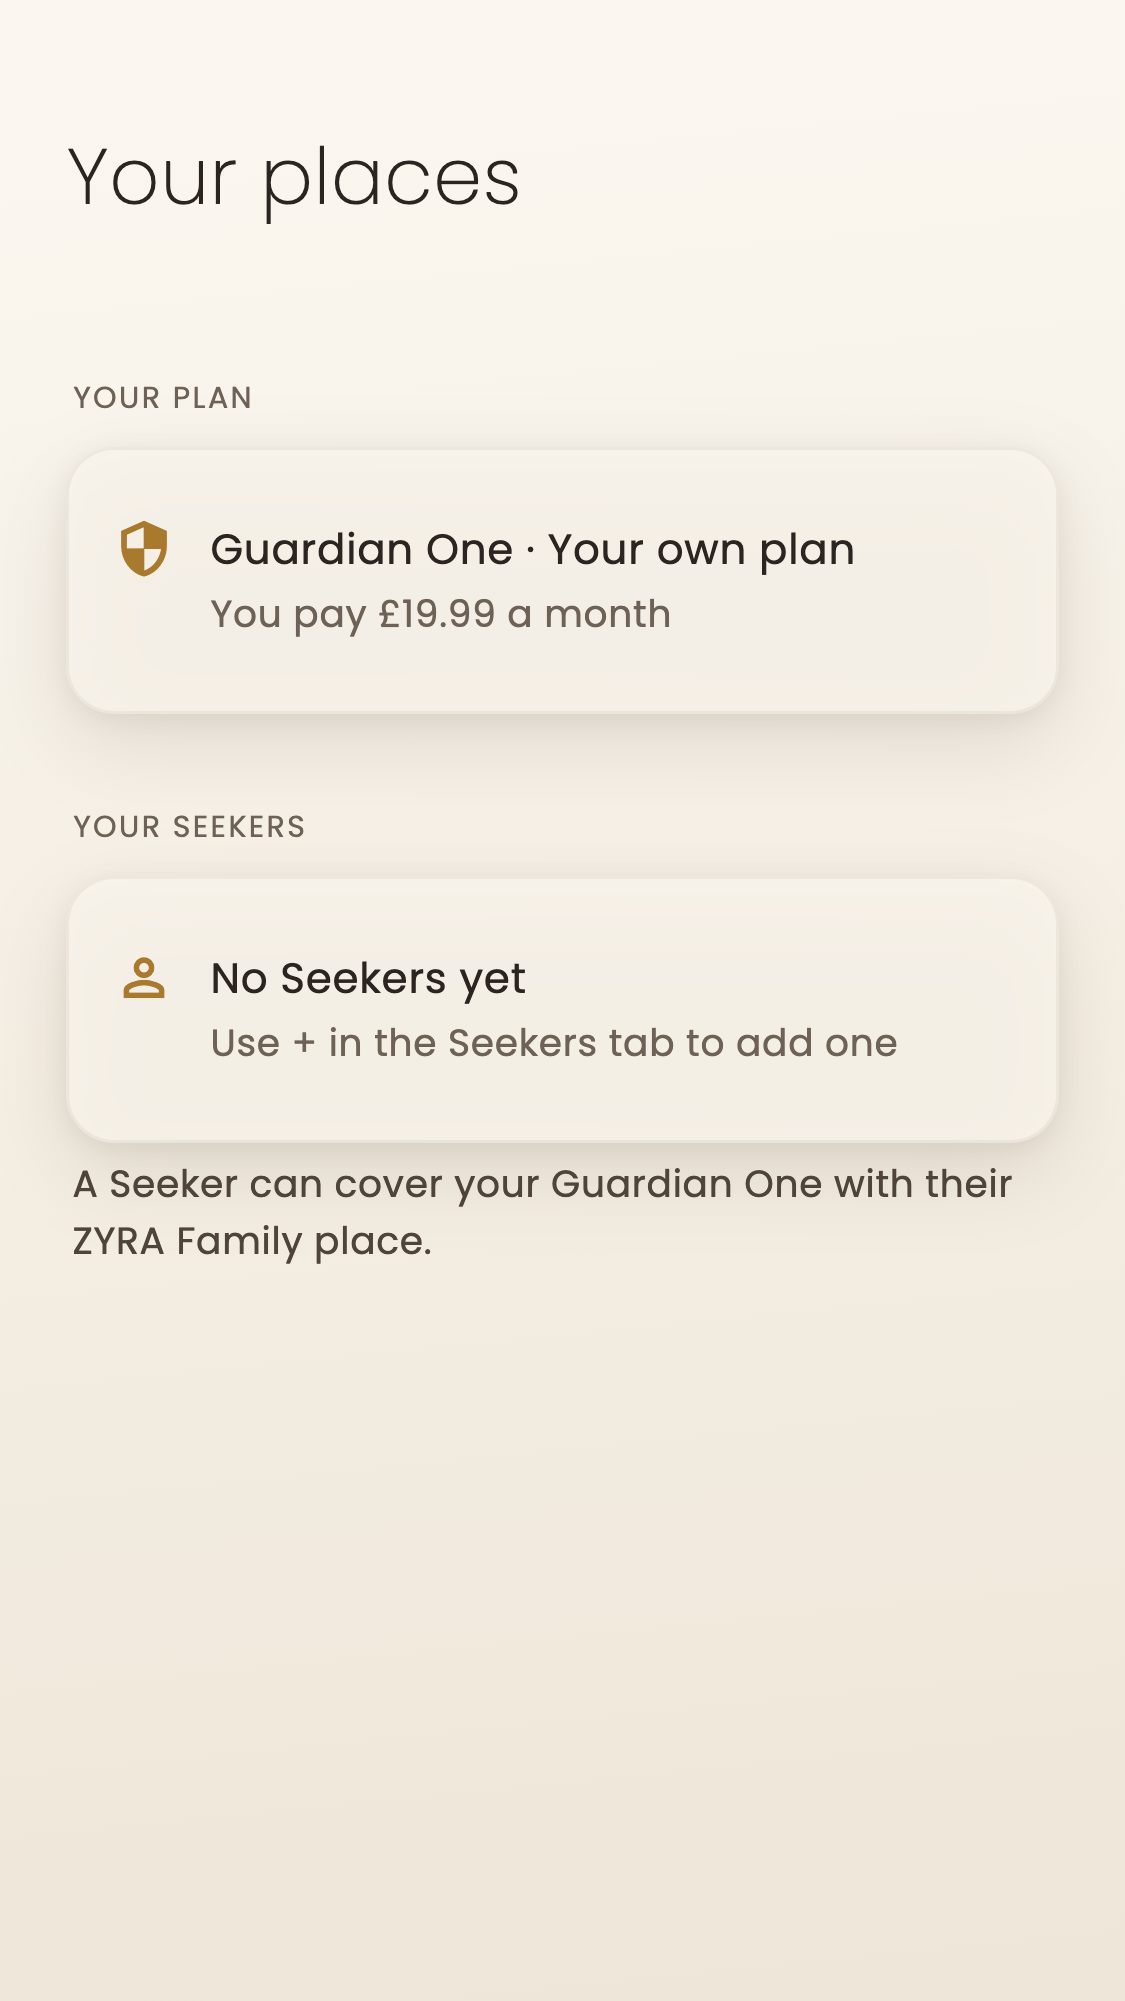 Your places
YOUR PLAN
Guardian One · Your own plan
You pay £19.99 a month
YOUR SEEKERS
No Seekers yet
Use + in the Seekers tab to add one
A Seeker can cover your Guardian One with their
ZYRA Family place.